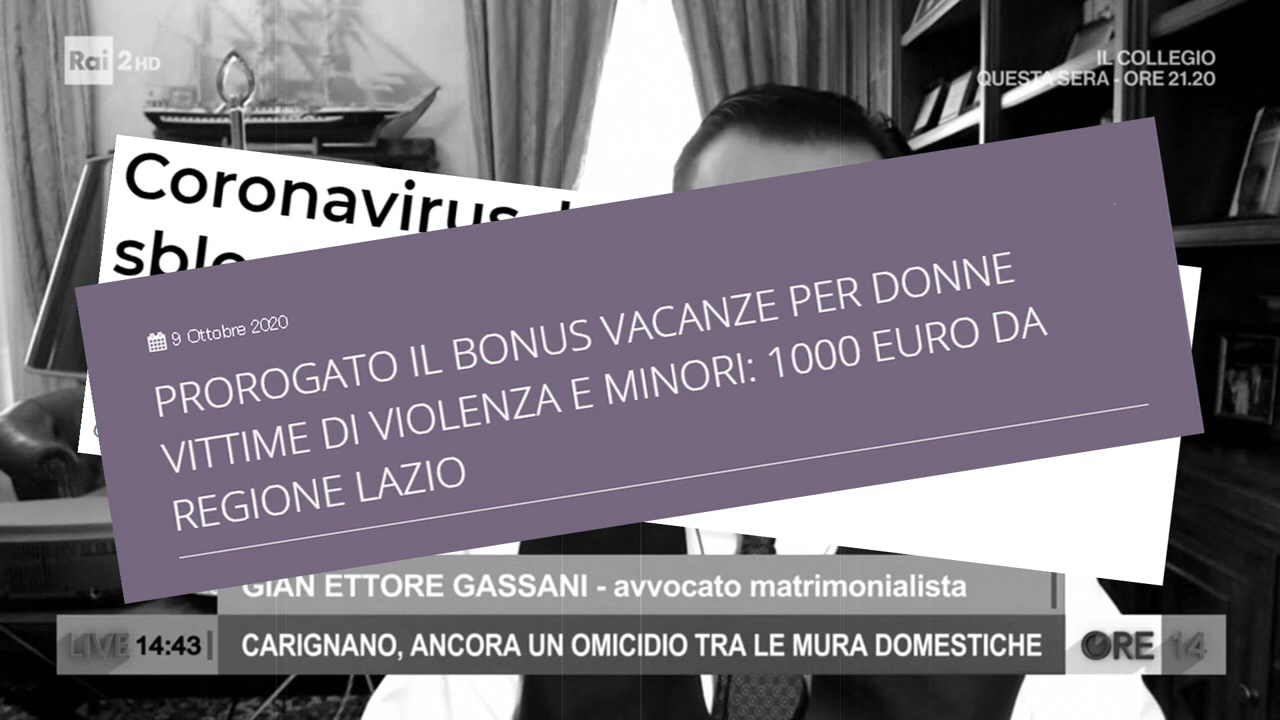 Rai 2HD
IL COLLEGIO
QUESTA SERA - ORE 21.20
Coronavirus
9 Ottobre 2020
PROROGATO IL BONUS VACANZE PER DONNE
VITTIME DI VIOLENZA E MINORI: 1000 EURO DA
REGIONE LAZIO
GIAN ETTORE GASSANI - avvocato matrimonialista
LIVE 14:43
CARIGNANO, ANCORA UN OMICIDIO TRA LE MURA DOMESTICHE
ORE 14